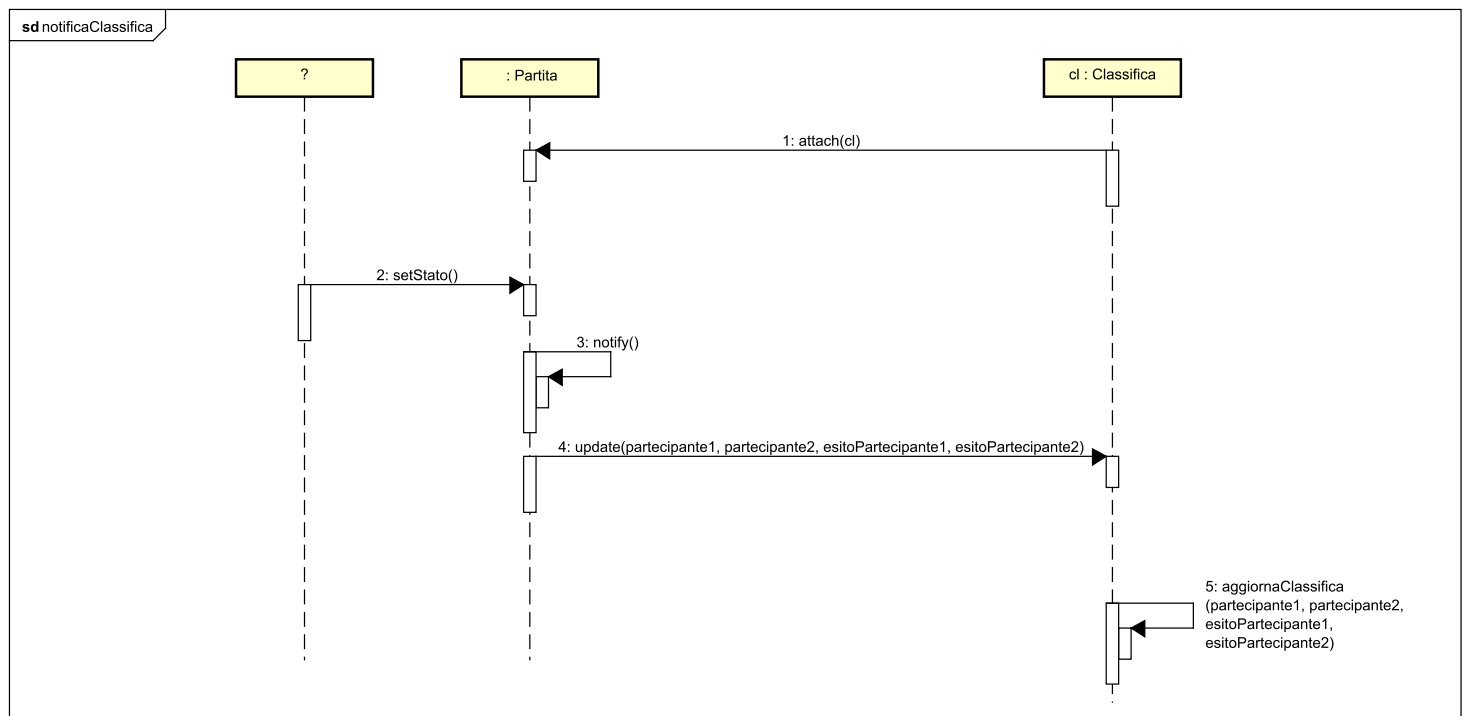 sd notificaClassifica
?
: Partita
cl : Classifica
1: attach(cl)
2: setStato()
3: notify()
4: update(partecipante1, partecipante2, esitoPartecipante1, esitoPartecipante2)
5: aggiornaClassifica
(partecipante1, partecipante2,
esitoPartecipante1,
esitoPartecipante2)